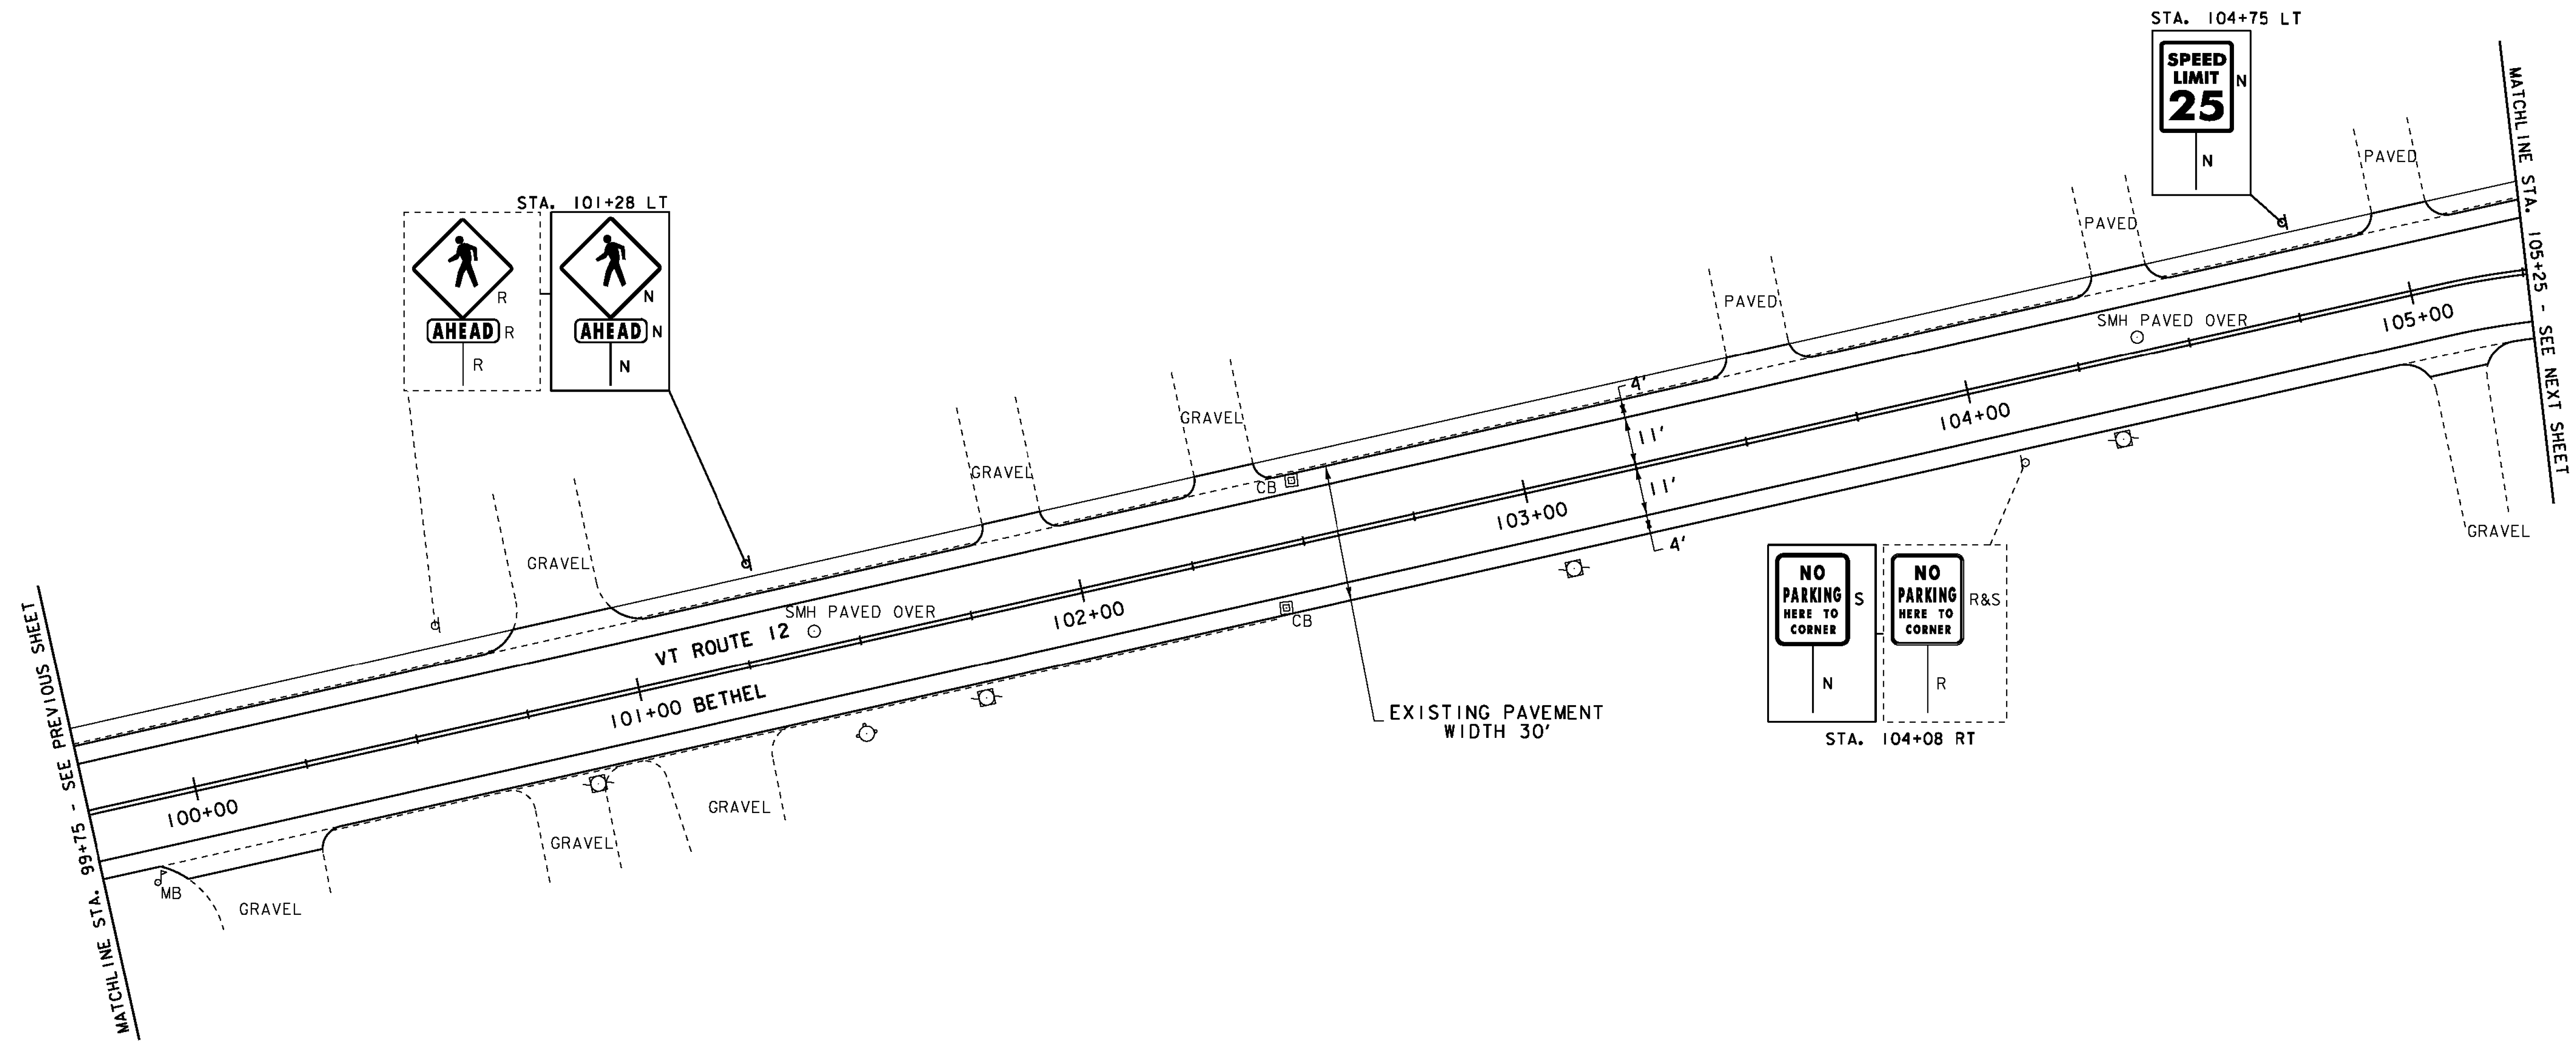 STA. 104+75 LT
SPEED
LIMIT
25
N
N
MATCHLINE STA. 105+25 - SEE NEXT SHEET
PAVED
PAVED
PAVED
STA. 101+28 LT
R
AHEAD R
R
N
AHEAD N
N
SMH PAVED OVER
105+00
4'
11'
11'
4'
104+00
GRAVEL
GRAVEL
CB
103+00
GRAVEL
GRAVEL
NO
PARKING
HERE TO
CORNER
S
N
NO
PARKING
HERE TO
CORNER
R&S
R
STA. 104+08 RT
SMH PAVED OVER
VT ROUTE 12
102+00
CB
101+00 BETHEL
EXISTING PAVEMENT
WIDTH 30'
MATCHLINE STA. 99+75 - SEE PREVIOUS SHEET
100+00
GRAVEL
GRAVEL
MB
GRAVEL